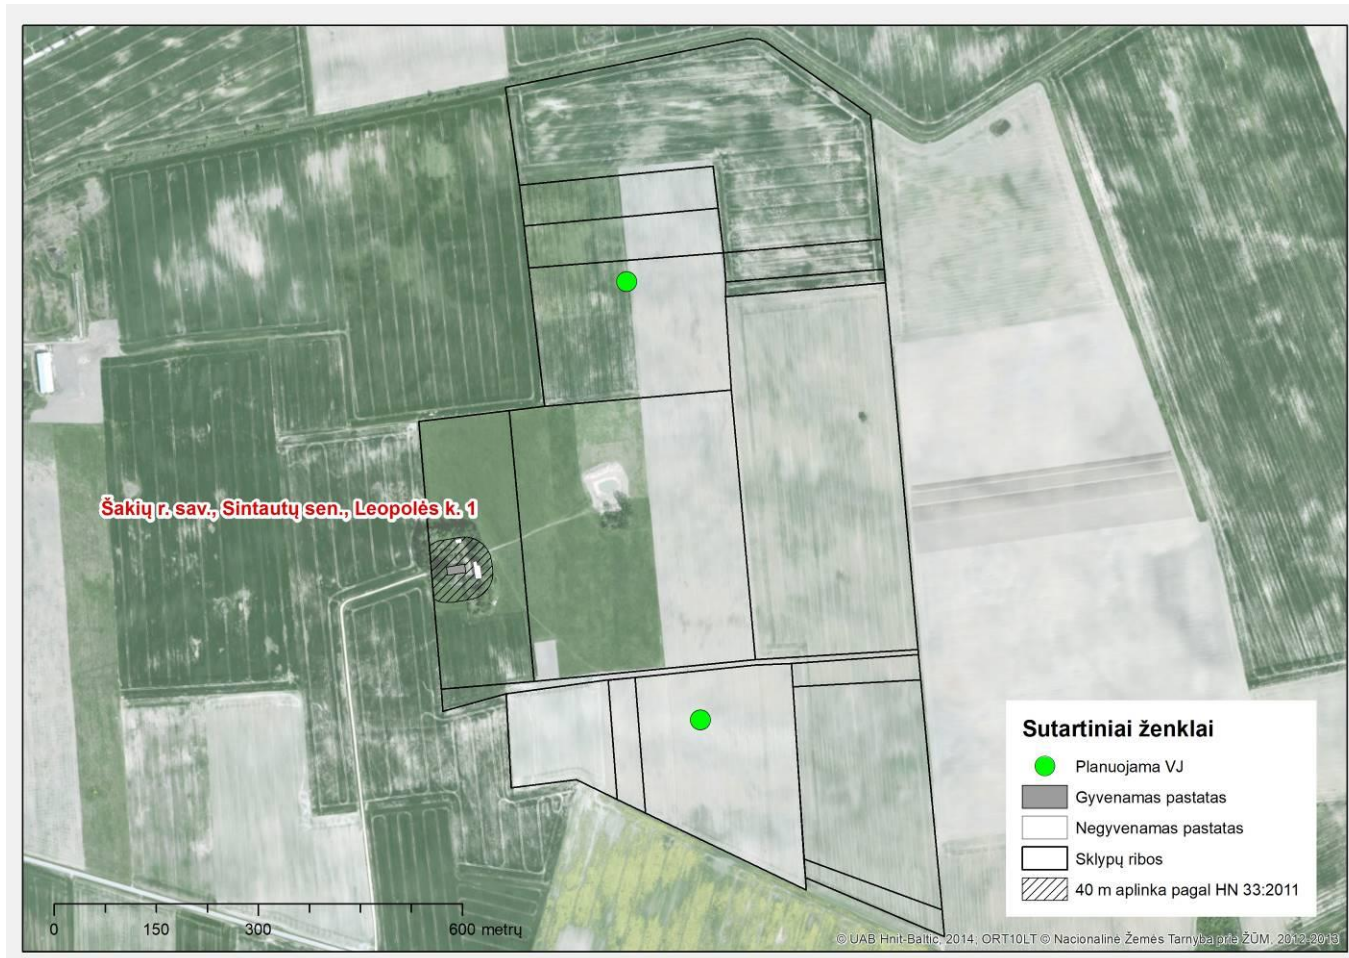 Šakių r. sav., Sintautų sen., Leopolės k. 1
Sutartiniai ženklai
Planuojama VJ
Gyvenamas pastatas
Negyvenamas pastatas
Sklypų ribos
40 m aplinka pagal HN 33:2011
0 150 300 600 metrų
© UAB Hnit-Baltic, 2014; ORT10LT © Nacionalinė Žemės Tarnyba prie ŽŪM, 2012-2013